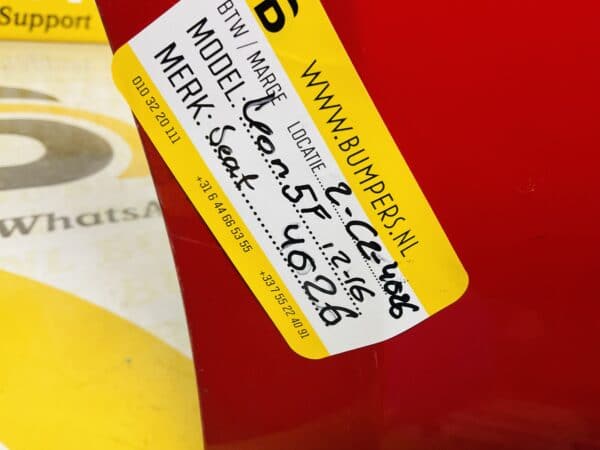 Support
WhatsA
BTW / MARGE LOCATIE: 2-C2-4026
WWW.BUMPERS.NL
MODEL: Leon 5F 12-16
MERK: Seat 4626
010 32 20 111
+31 6 44 66 53 55
+33 7 55 22 40 91